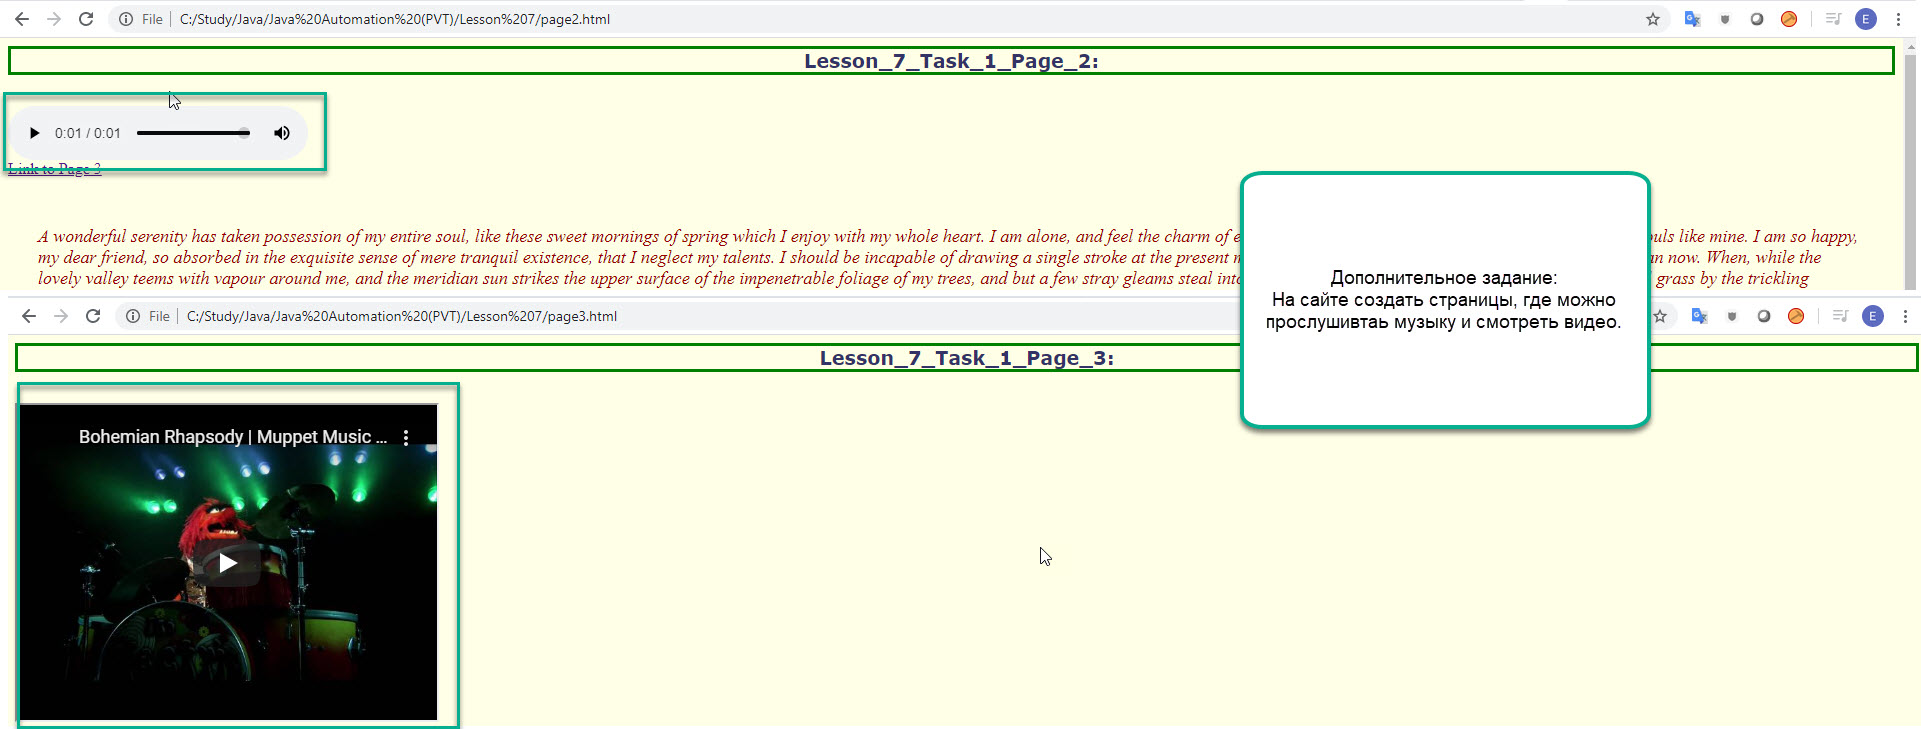 File
C:/Study/Java/Java%20Automation%20(PVT)/Lesson%207/page2.html
E
Lesson_7_Task_1_Page_2:
0:01 / 0:01
Link to Page 3
A wonderful serenity has taken possession of my entire soul, like these sweet mornings of spring which I enjoy with my whole heart. I am alone, and feel the charm of e
uls like mine. I am so happy,
my dear friend, so absorbed in the exquisite sense of mere tranquil existence, that I neglect my talents. I should be incapable of drawing a single stroke at the present m
n now. When, while the
lovely valley teems with vapour around me, and the meridian sun strikes the upper surface of the impenetrable foliage of my trees, and but a few stray gleams steal into
grass by the trickling
Дополнительное задание:
На сайте создать страницы, где можно
прослушивтаь музыку и смотреть видео.
File
C:/Study/Java/Java%20Automation%20(PVT)/Lesson%207/page3.html
E
Lesson_7_Task_1_Page_3:
Bohemian Rhapsody | Muppet Music ...